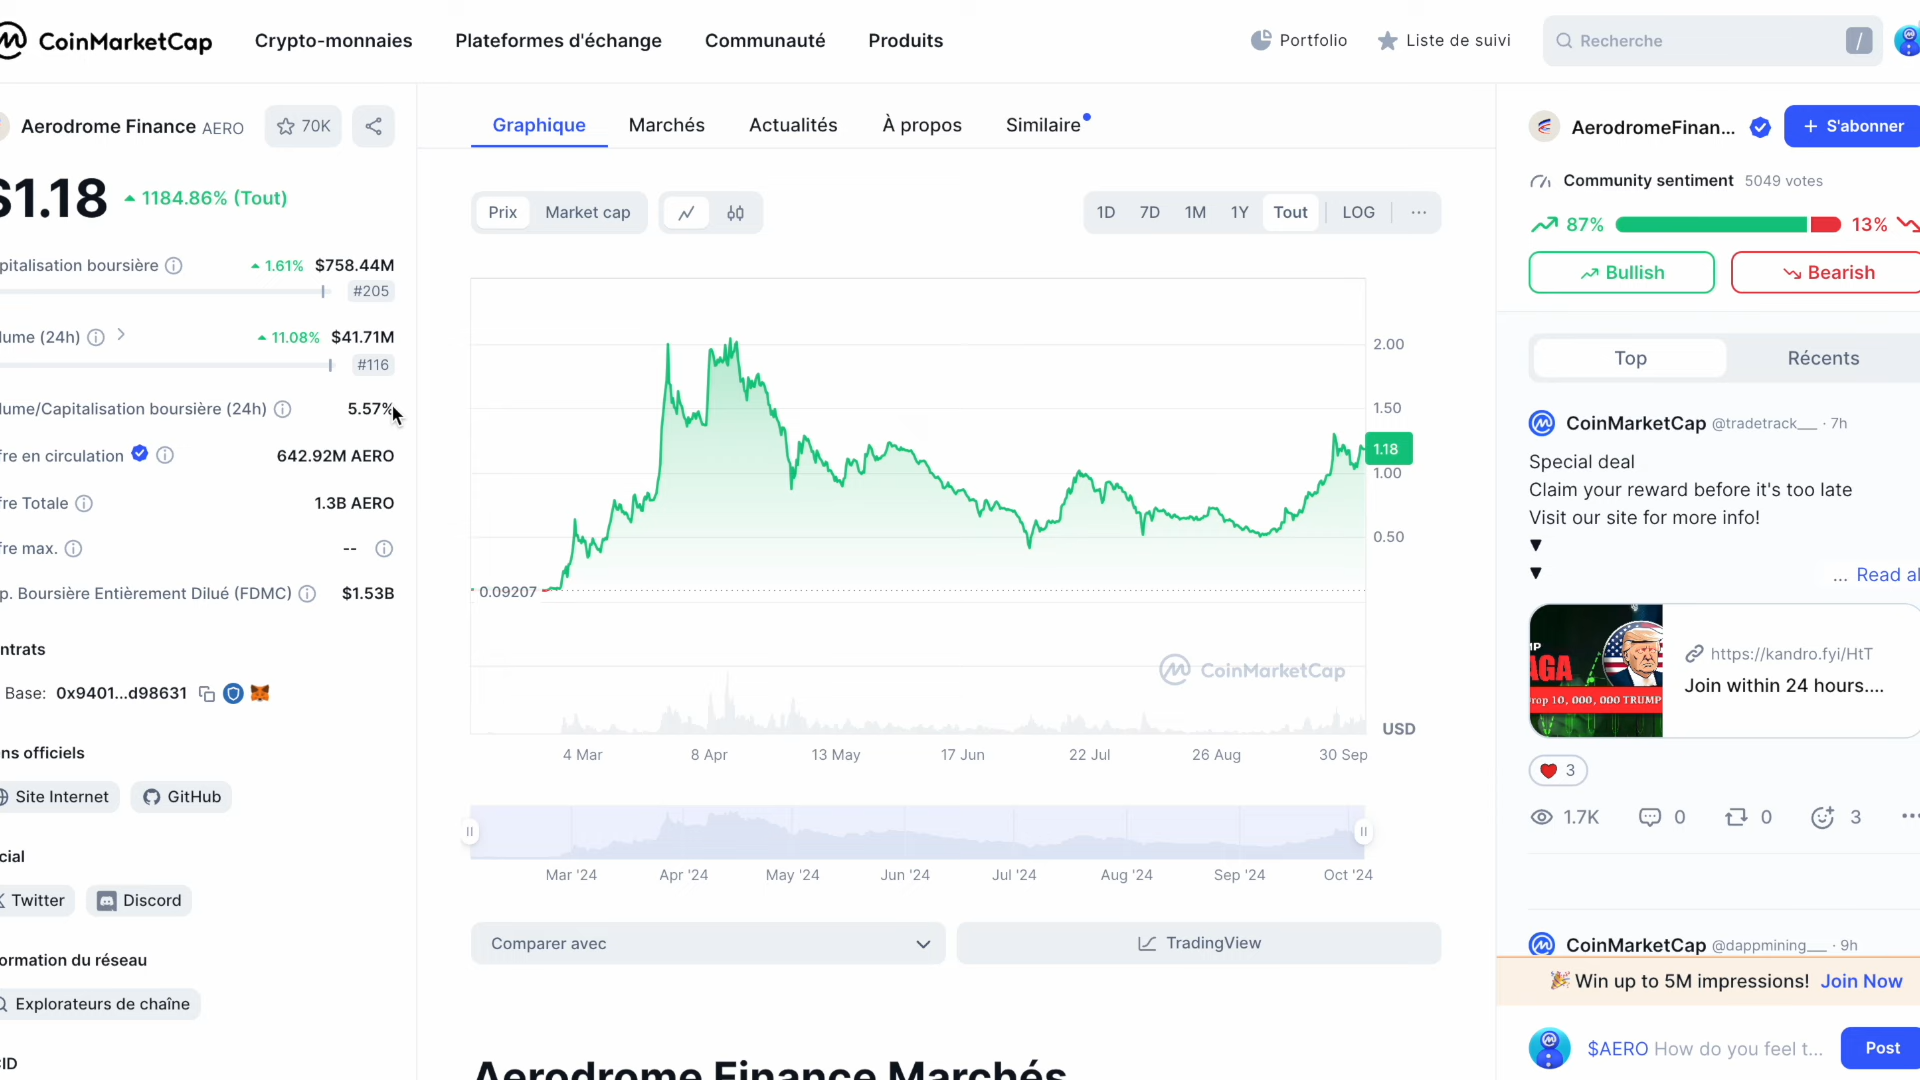 CoinMarketCap
Crypto-monnaies
Plateformes d'échange
Communauté
Produits
Portfolio
Liste de suivi
Recherche
/
Aerodrome Finance AERO
70K
$1.18
1184.86% (Tout)
pitalisation boursière
1.61% $758.44M
#205
lume (24h)
11.08% $41.71M
#116
lume/Capitalisation boursière (24h)
5.57%
fre en circulation
642.92M AERO
fre Totale
1.3B AERO
fre max.
--
p. Boursière Entièrement Dilué (FDMC)
$1.53B
ntrats
Base: 0x9401...d98631
ns officiels
Site Internet
GitHub
cial
Twitter
Discord
ormation du réseau
Explorateurs de chaîne
ID
Graphique
Marchés
Actualités
À propos
Similaire
Prix
Market cap
1D
7D
1M
1Y
Tout
LOG
...
2.00
1.50
1.18
1.00
0.50
0.09207
CoinMarketCap
USD
4 Mar
8 Apr
13 May
17 Jun
22 Jul
26 Aug
30 Sep
Mar '24
Apr '24
May '24
Jun '24
Jul '24
Aug '24
Sep '24
Oct '24
Comparer avec
TradingView
Aerodrome Finance Marchés
AerodromeFinan...
+ S'abonner
Community sentiment 5049 votes
87%
13%
Bullish
Bearish
Top
Récents
CoinMarketCap @tradetrack___ · 7h
Special deal
Claim your reward before it's too late
Visit our site for more info!
▼
▼
... Read al
MP
AGA
rop 10, 000, 000 TRUMP
https://kandro.fyi/HtT
Join within 24 hours....
3
1.7K
0
0
3
CoinMarketCap @dappmining___ · 9h
Win up to 5M impressions! Join Now
$AERO How do you feel t...
Post